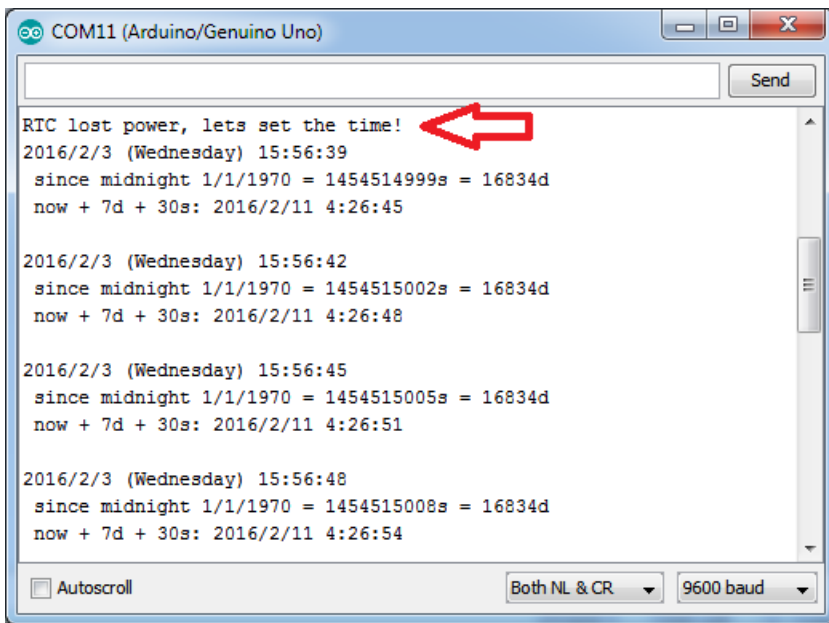 COM11 (Arduino/Genuino Uno)
Send
RTC lost power, lets set the time!
2016/2/3 (Wednesday) 15:56:39
since midnight 1/1/1970 = 1454514999s = 16834d
now + 7d + 30s: 2016/2/11 4:26:45
2016/2/3 (Wednesday) 15:56:42
since midnight 1/1/1970 = 1454515002s = 16834d
now + 7d + 30s: 2016/2/11 4:26:48
2016/2/3 (Wednesday) 15:56:45
since midnight 1/1/1970 = 1454515005s = 16834d
now + 7d + 30s: 2016/2/11 4:26:51
2016/2/3 (Wednesday) 15:56:48
since midnight 1/1/1970 = 1454515008s = 16834d
now + 7d + 30s: 2016/2/11 4:26:54
Autoscroll
Both NL & CR
9600 baud